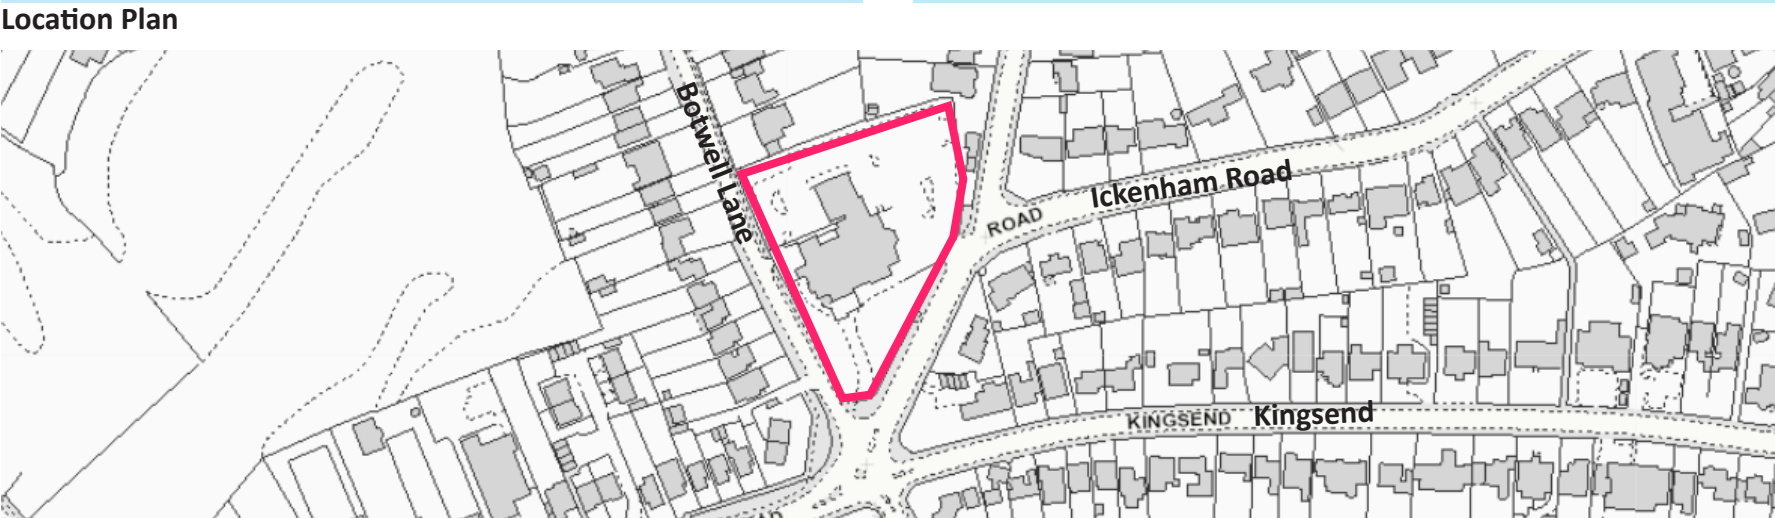 Location Plan
Botwell Lane
Ickenham Road
ROAD
KINGSEND
Kingsend